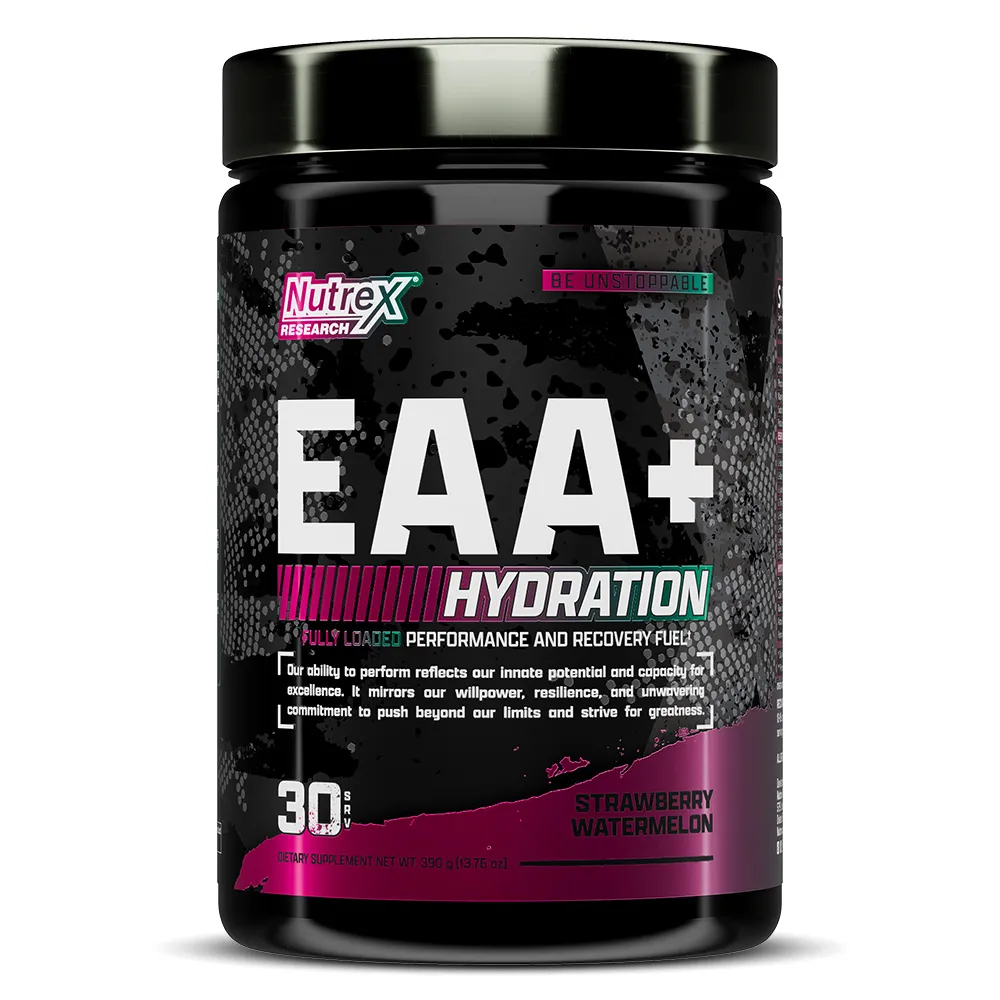 Nutrex®
RESEARCH
BE UNSTOPPABLE
EAA+
HYDRATION
FULLY LOADED PERFORMANCE AND RECOVERY FUEL†
Our ability to perform reflects our innate potential and capacity for
excellence. It mirrors our willpower, resilience, and unwavering
commitment to push beyond our limits and strive for greatness.
30 SRV
STRAWBERRY
WATERMELON
DIETARY SUPPLEMENT NET WT. 390 g (13.76 oz)